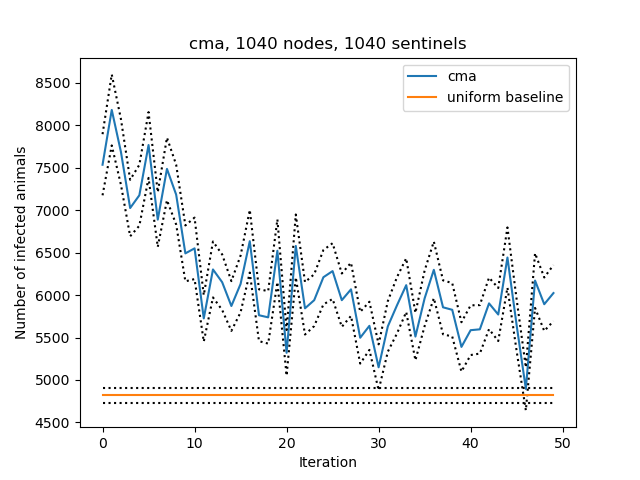 cma, 1040 nodes, 1040 sentinels
cma
uniform baseline
Number of infected animals
8500
8000
7500
7000
6500
6000
5500
5000
4500
0 10 20 30 40 50
Iteration